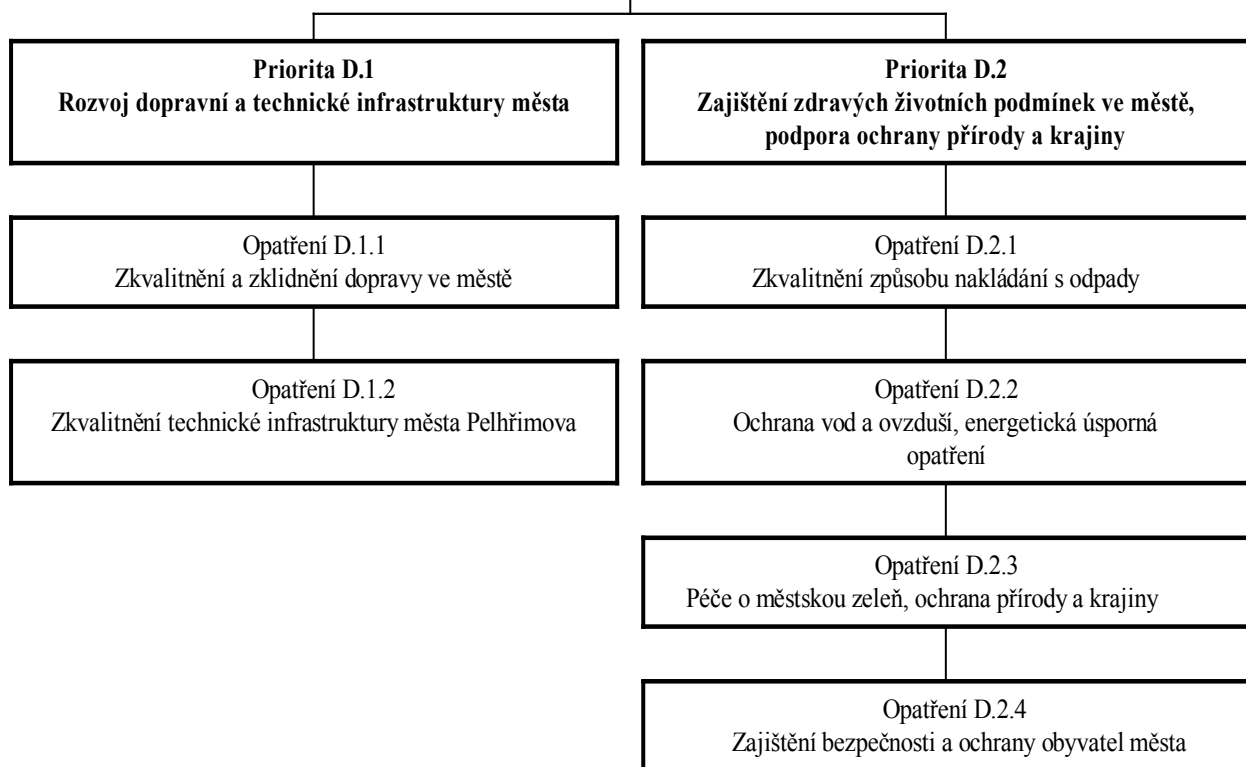 Priorita D.1
Rozvoj dopravní a technické infrastruktury města
Opatření D.1.1
Zkvalitnění a zklidnění dopravy ve městě
Opatření D.1.2
Zkvalitnění technické infrastruktury města Pelhřimova
Priorita D.2
Zajištění zdravých životních podmínek ve městě,
podpora ochrany přírody a krajiny
Opatření D.2.1
Zkvalitnění způsobu nakládání s odpady
Opatření D.2.2
Ochrana vod a ovzduší, energetická úsporná
opatření
Opatření D.2.3
Péče o městskou zeleň, ochrana přírody a krajiny
Opatření D.2.4
Zajištění bezpečnosti a ochrany obyvatel města